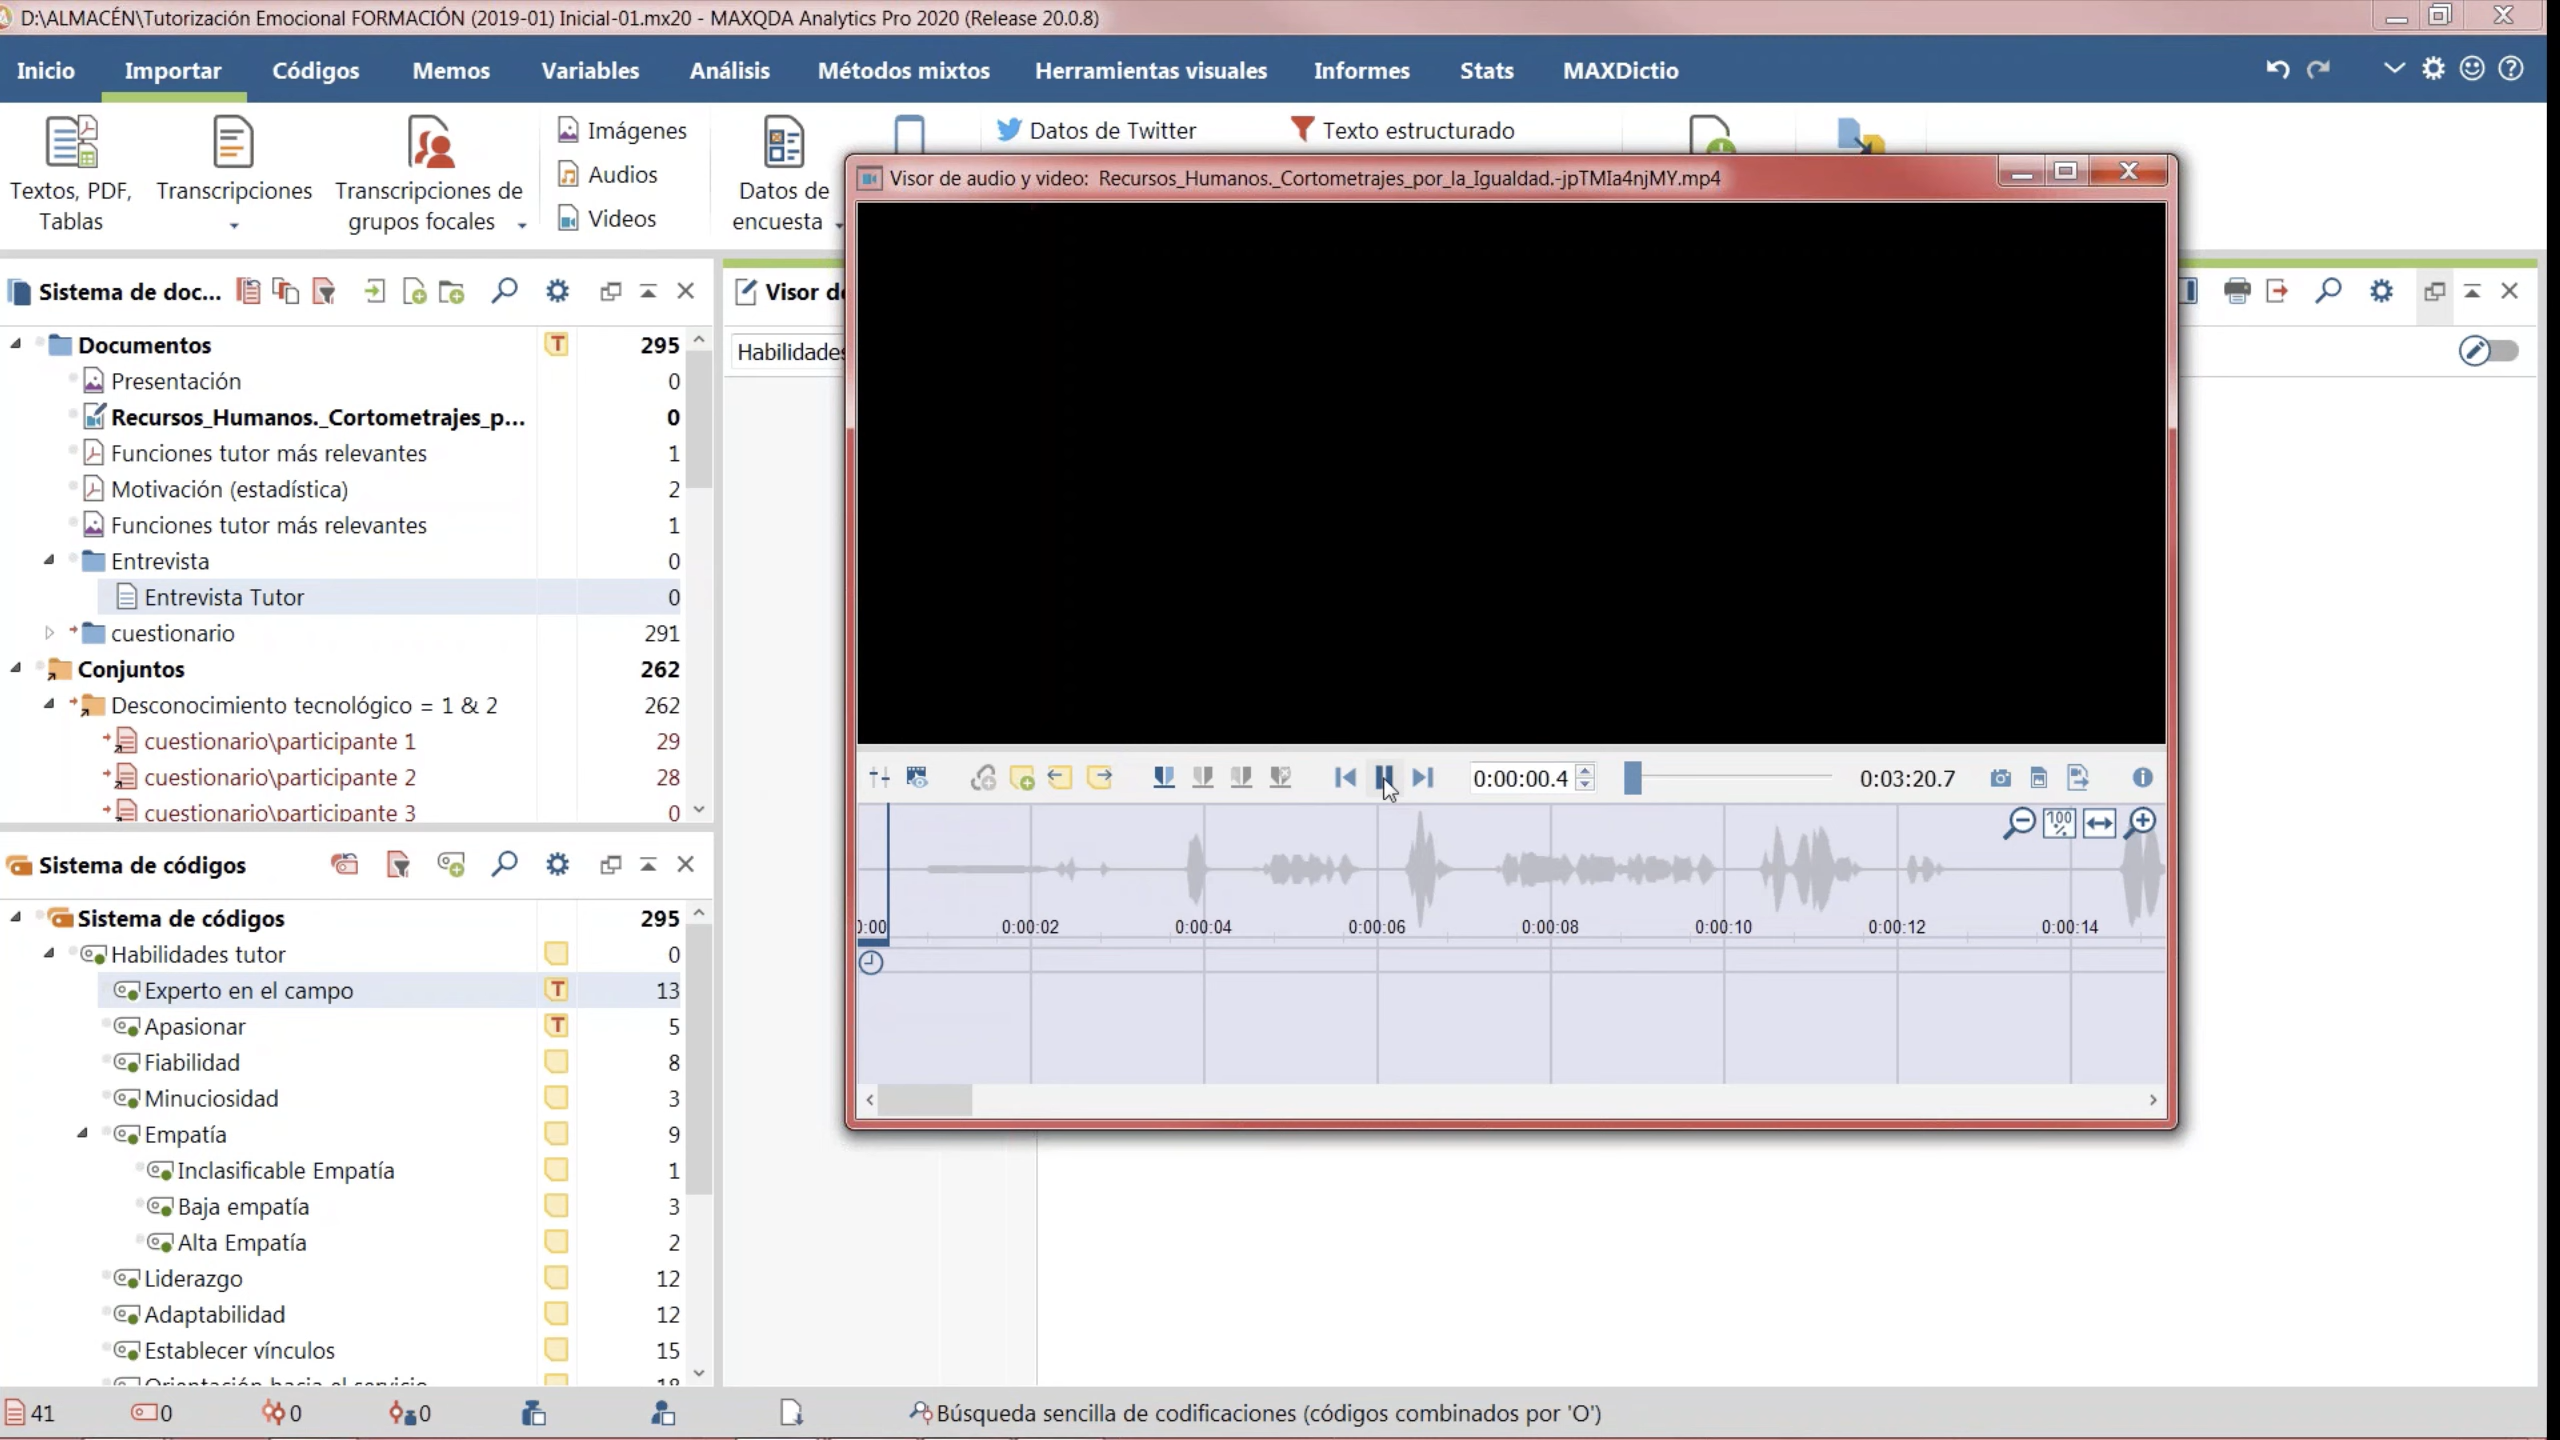 D:\ALMACÉN\Tutorización Emocional FORMACIÓN (2019-01) Inicial-01.mx20 - MAXQDA Analytics Pro 2020 (Release 20.0.8)
Inicio Importar Códigos Memos Variables Análisis Métodos mixtos Herramientas visuales Informes Stats MAXDictio
Textos, PDF, Tablas
Transcripciones
Transcripciones de grupos focales
Imágenes
Audios
Videos
Datos de encuesta
Datos de Twitter
Texto estructurado
Visor de audio y video: Recursos_Humanos._Cortometrajes_por_la_Igualdad.-jpTMIa4njMY.mp4
Sistema de doc...
Documentos T 295
Presentación 0
Recursos_Humanos._Cortometrajes_p... 0
Funciones tutor más relevantes 1
Motivación (estadística) 2
Funciones tutor más relevantes 1
Entrevista 0
Entrevista Tutor 0
cuestionario 291
Conjuntos 262
Desconocimiento tecnológico = 1 & 2 262
cuestionario\participante 1 29
cuestionario\participante 2 28
cuestionario\participante 3 0
Sistema de códigos
Sistema de códigos 295
Habilidades tutor 0
Experto en el campo T 13
Apasionar T 5
Fiabilidad 8
Minuciosidad 3
Empatía 9
Inclasificable Empatía 1
Baja empatía 3
Alta Empatía 2
Liderazgo 12
Adaptabilidad 12
Establecer vínculos 15
Orientación hacia el servicio 18
Visor d
Habilidades
0:00:00.4 0:03:20.7
100 %
0:00 0:00:02 0:00:04 0:00:06 0:00:08 0:00:10 0:00:12 0:00:14
41 0 0 0 Búsqueda sencilla de codificaciones (códigos combinados por 'O')